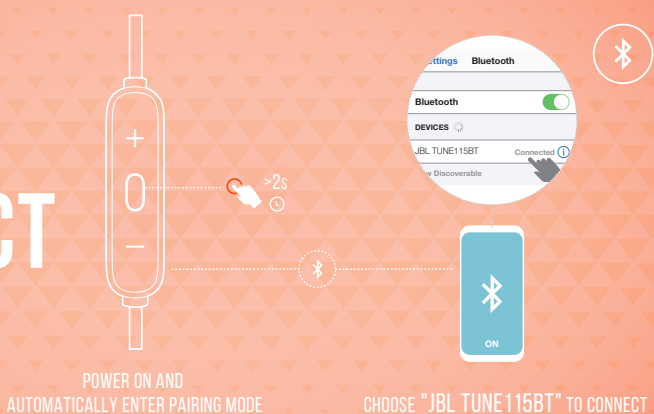 ttings Bluetooth
Bluetooth
DEVICES
JBL TUNE115BT Connected
w Discoverable
+
>2S
CT
−
ON
POWER ON AND
AUTOMATICALLY ENTER PAIRING MODE
CHOOSE "JBL TUNE115BT" TO CONNECT